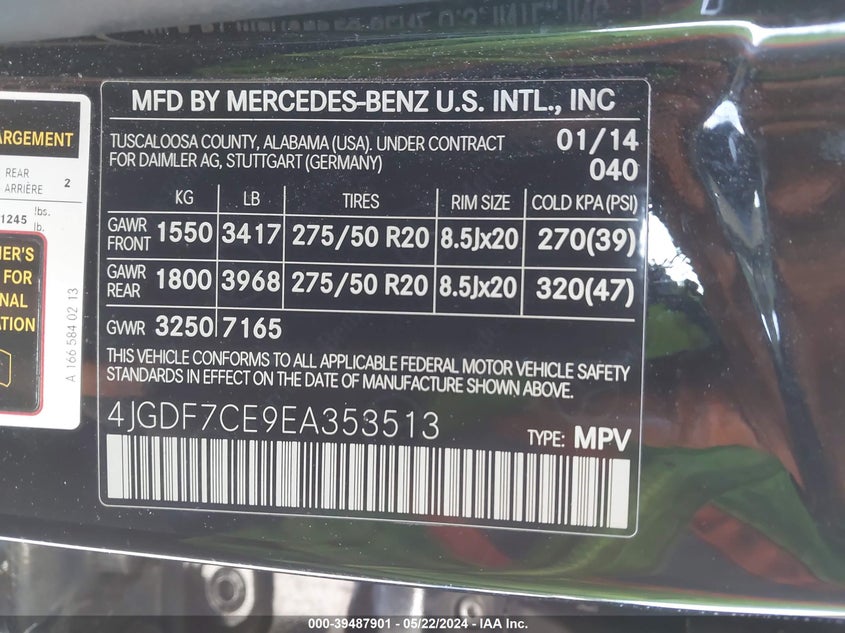 MFD BY MERCEDES-BENZ U.S. INTL., INC
TUSCALOOSA COUNTY, ALABAMA (USA). UNDER CONTRACT
FOR DAIMLER AG, STUTTGART (GERMANY)
01/14
040
KG LB TIRES RIM SIZE COLD KPA (PSI)
GAWR FRONT 1550 3417 275/50 R20 8.5Jx20 270(39)
GAWR REAR 1800 3968 275/50 R20 8.5Jx20 320(47)
GVWR 3250 7165
THIS VEHICLE CONFORMS TO ALL APPLICABLE FEDERAL MOTOR VEHICLE SAFETY
STANDARDS IN EFFECT ON THE DATE OF MANUFACTURE SHOWN ABOVE.
4JGDF7CE9EA353513
TYPE: MPV
REAR
ARRIÈRE 2
1245 lbs.
lb.
FOR
A 166 584 02 13
000-39487901 - 05/22/2024 - IAA Inc.